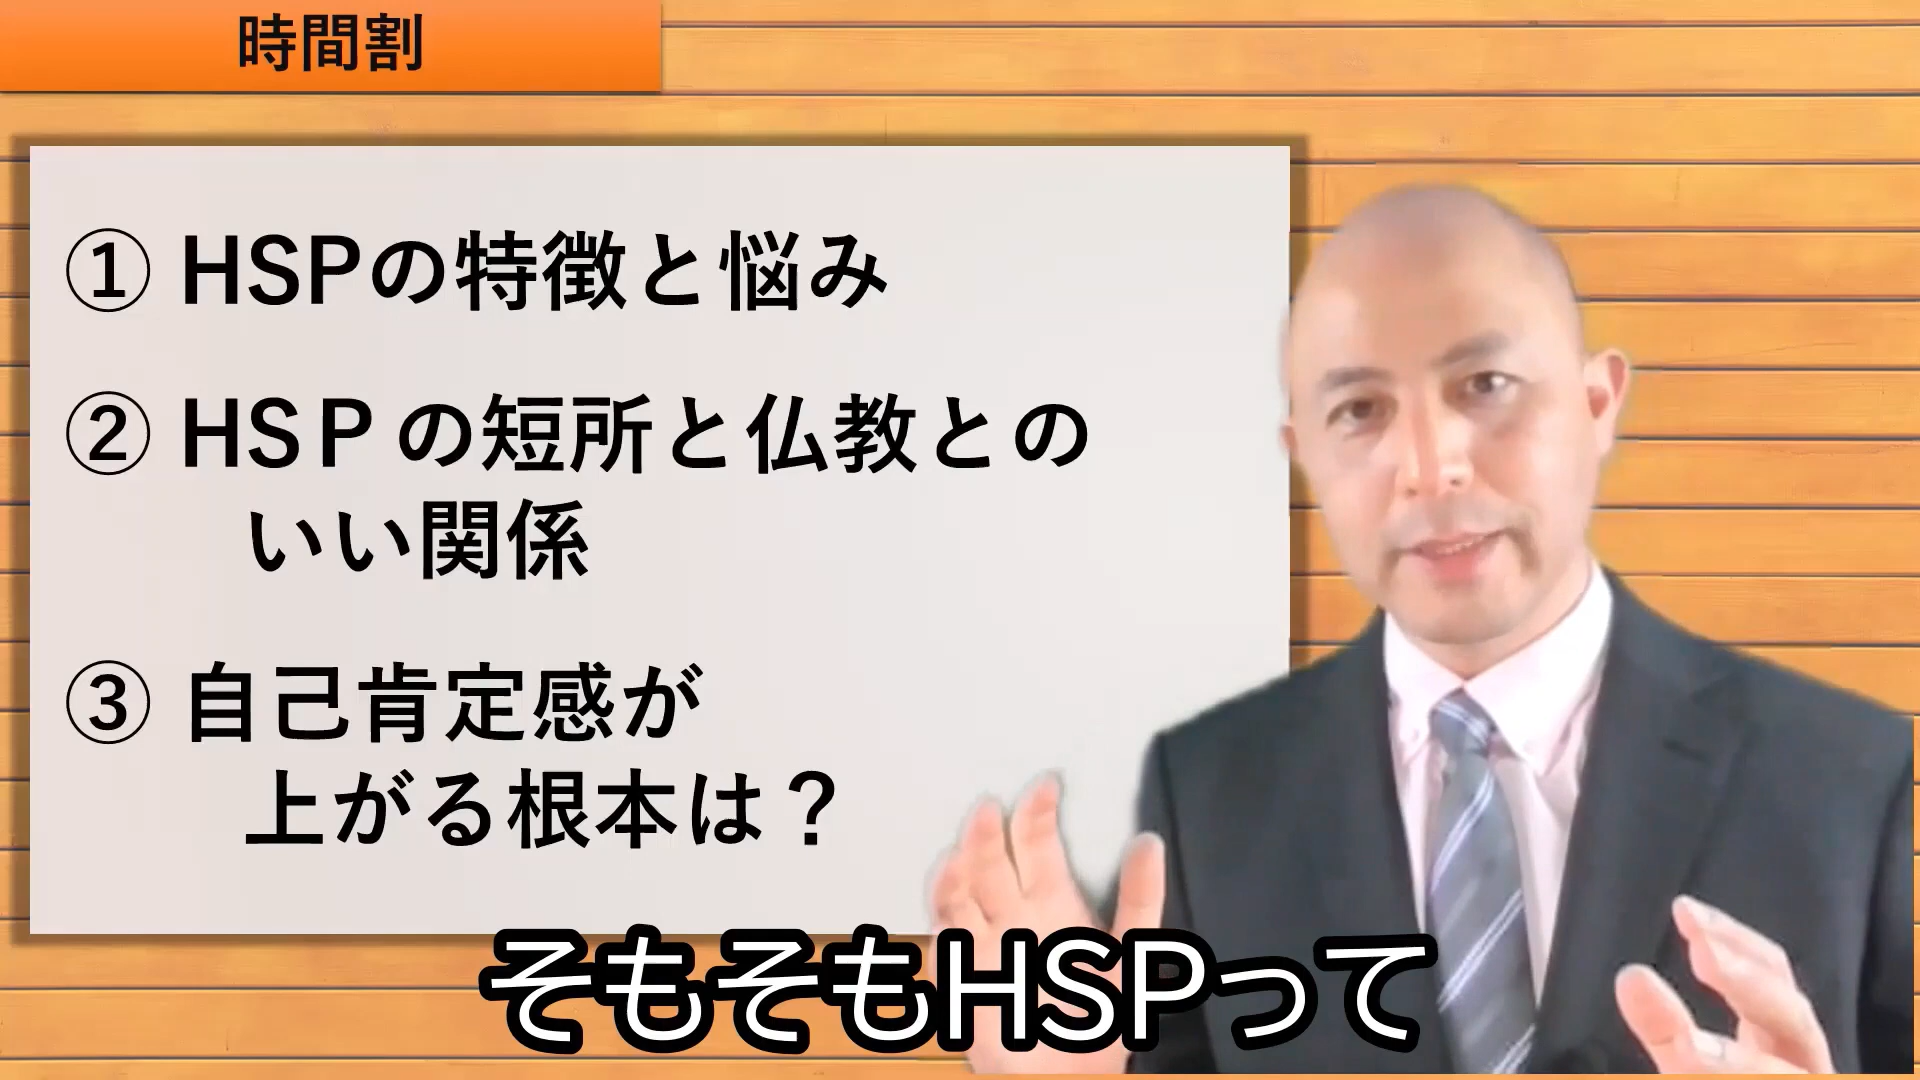 時間割
① HSPの特徴と悩み
② HSＰの短所と仏教との
いい関係
③ 自己肯定感が
上がる根本は？
そもそもHSPって